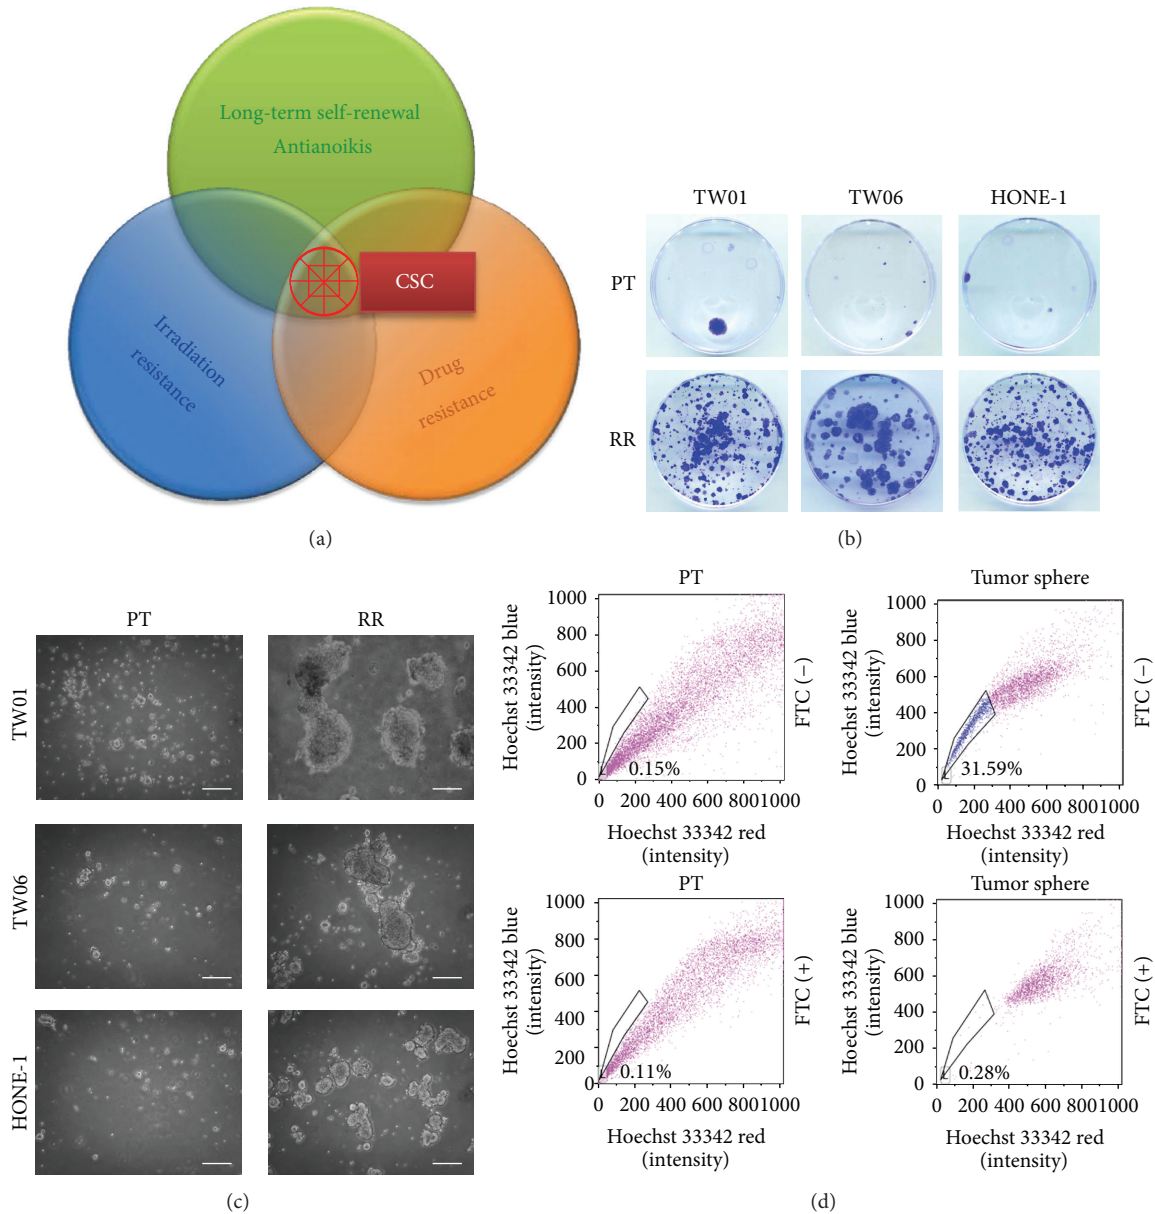 Long-term self-renewal
Antianoikis
Irradiation
resistance
Drug
resistance
CSC
(a)
TW01 TW06 HONE-1
PT
RR
(b)
PT RR
TW01
TW06
HONE-1
(c)
PT
Hoechst 33342 blue
(intensity)
1000
800
600
400
200
0
0.15%
0 200 400 600 8001000
Hoechst 33342 red
(intensity)
FTC (−)
Tumor sphere
Hoechst 33342 blue
(intensity)
1000
800
600
400
200
0
31.59%
0 200 400 600 8001000
Hoechst 33342 red
(intensity)
FTC (−)
PT
Hoechst 33342 blue
(intensity)
1000
800
600
400
200
0
0.11%
0 200 400 600 8001000
Hoechst 33342 red
(intensity)
FTC (+)
Tumor sphere
Hoechst 33342 blue
(intensity)
1000
800
600
400
200
0
0.28%
0 200 400 600 8001000
Hoechst 33342 red
(intensity)
FTC (+)
(d)